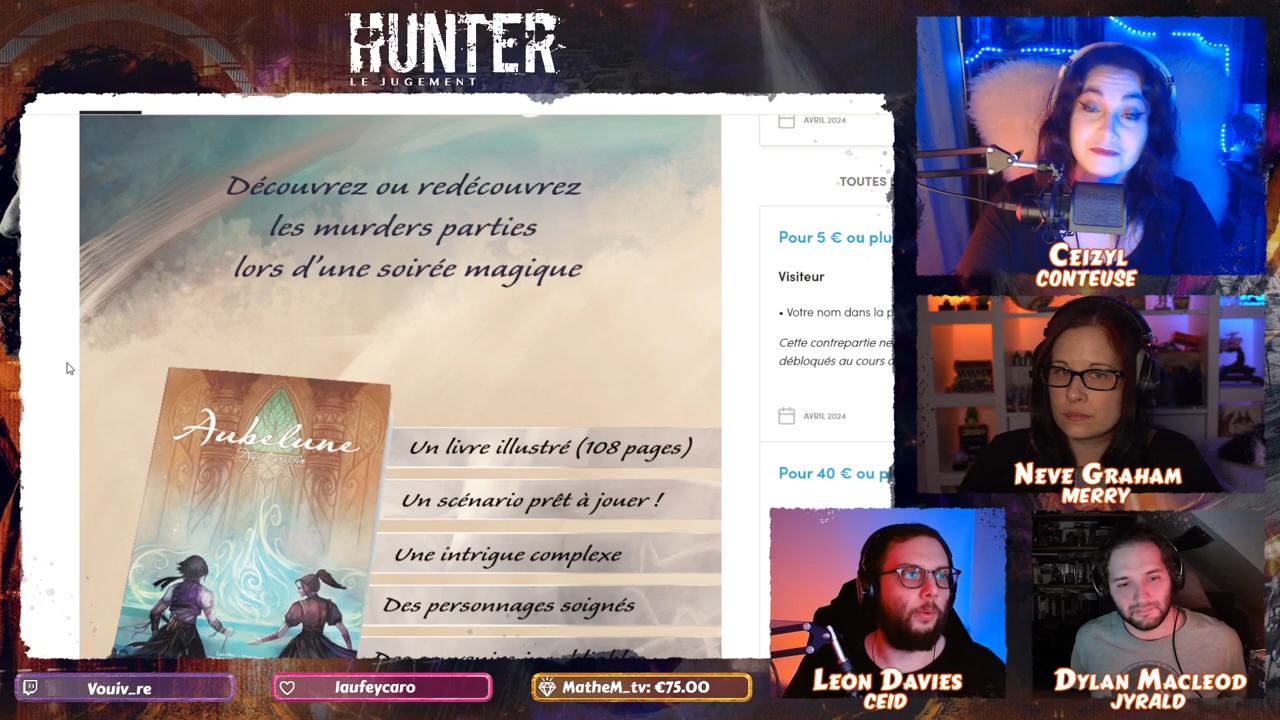 HUNTER
LE JUGEMENT
Découvrez ou redécouvrez
les murders parties
lors d'une soirée magique
Aubelune
Un livre illustré (108 pages)
Un scénario prêt à jouer !
Une intrigue complexe
Des personnages soignés
AVRIL 2024
TOUTES
Pour 5 € ou plu
Visiteur
• Votre nom dans la p
Cette contrepartie ne
débloqués au cours d
AVRIL 2024
Pour 40 € ou p
CEIZYL
CONTEUSE
NEVE GRAHAM
MERRY
LEON DAVIES
CEID
DYLAN MACLEOD
JYRALD
Vouiv_re
laufeycaro
MatheM_tv: €75.00